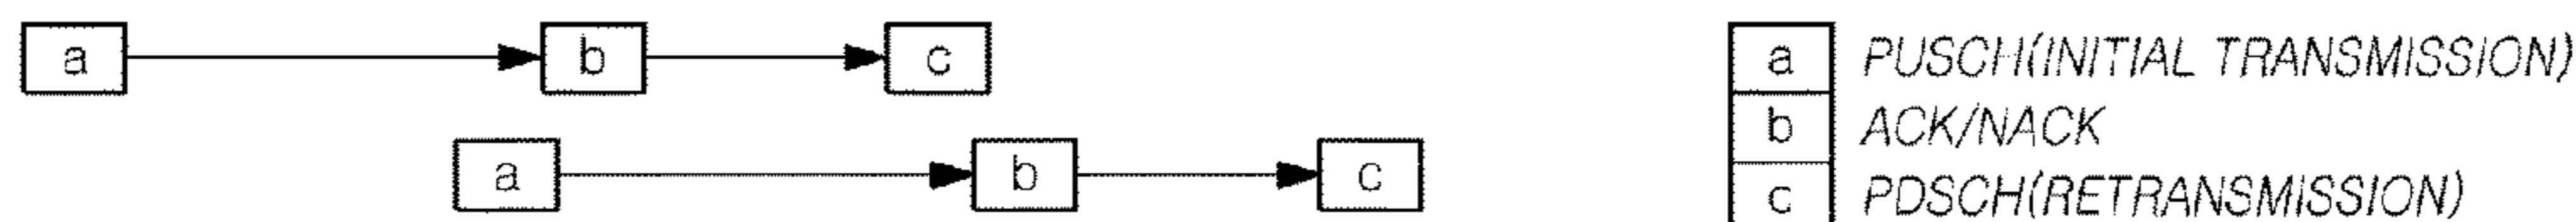 a b c
a b c
a PUSCH(INITIAL TRANSMISSION)
b ACK/NACK
c PDSCH(RETRANSMISSION)